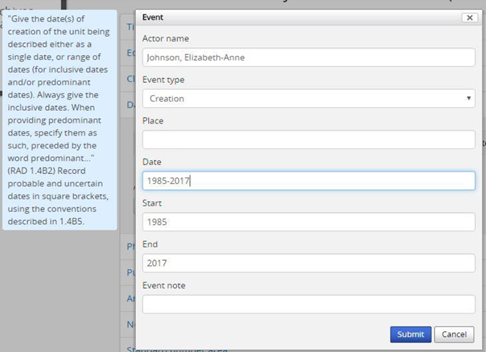 "Give the date(s) of
creation of the unit being
described either as a
single date, or range of
dates (for inclusive dates
and/or predominant
dates). Always give the
inclusive dates. When
providing predominant
dates, specify them as
such, preceded by the
word predominant..."
(RAD 1.4B2) Record
probable and uncertain
dates in square brackets,
using the conventions
described in 1.4B5.
Event
Actor name
Johnson, Elizabeth-Anne
Event type
Creation
Place
Date
1985-2017
Start
1985
End
2017
Event note
Submit Cancel